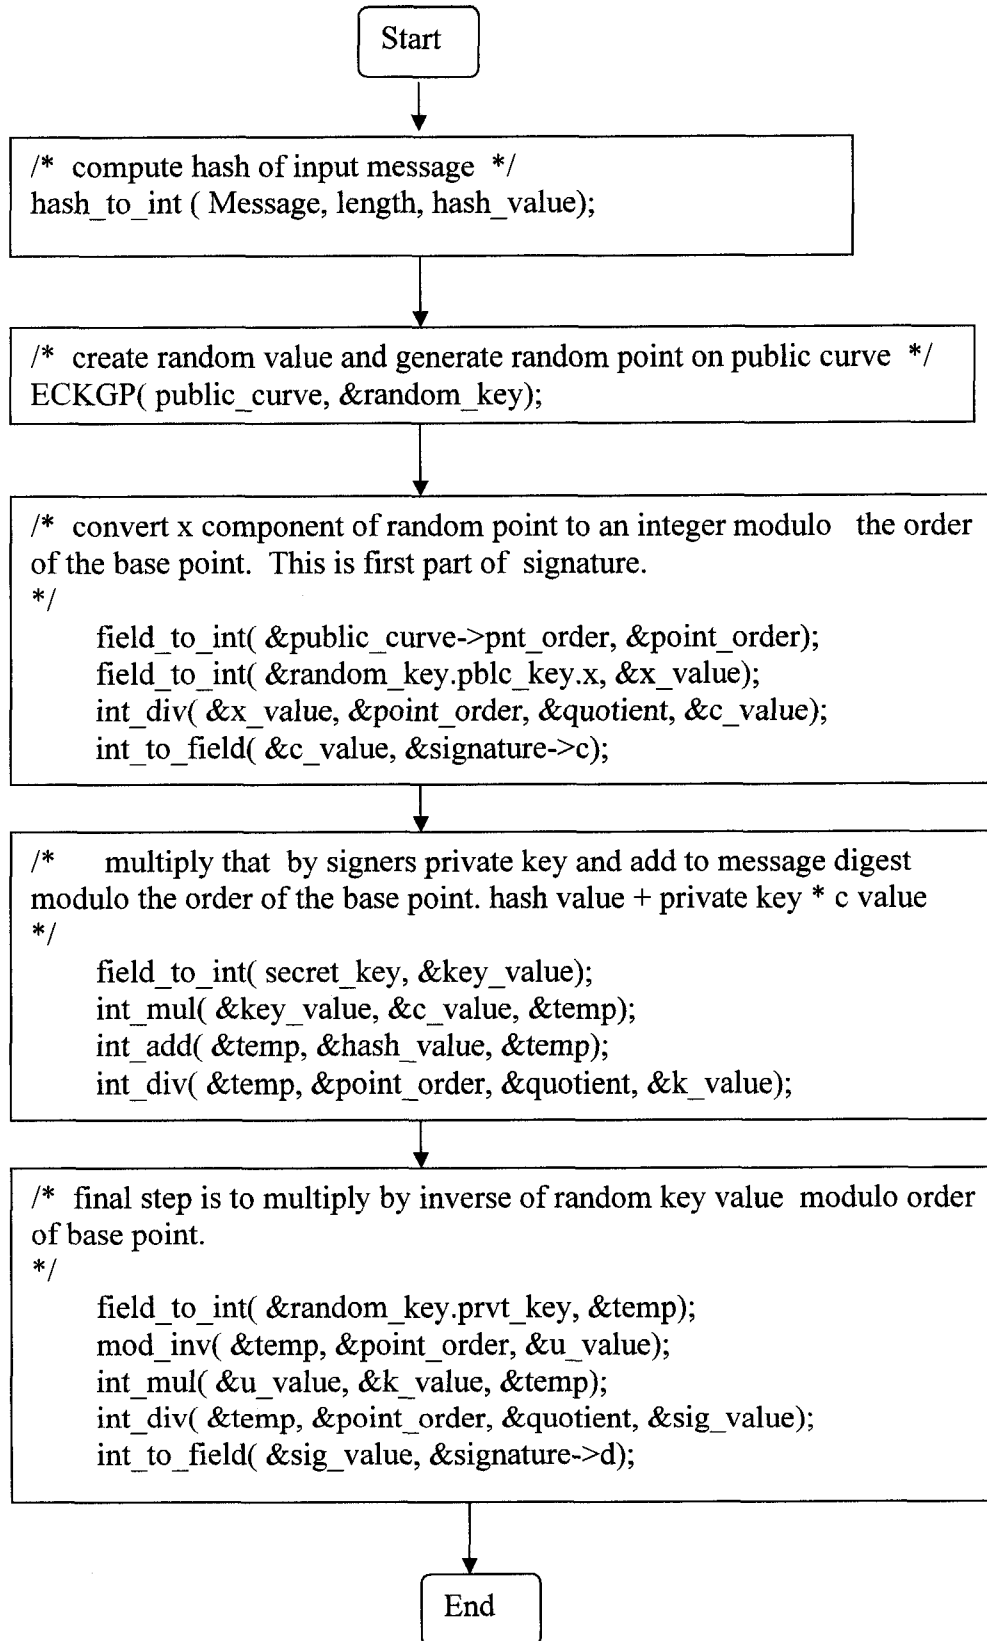 Start
/* compute hash of input message */
hash_to_int ( Message, length, hash_value);
/* create random value and generate random point on public curve */
ECKGP( public_curve, &random_key);
/* convert x component of random point to an integer modulo the order
of the base point. This is first part of signature.
*/
field_to_int( &public_curve->pnt_order, &point_order);
field_to_int( &random_key.pblc_key.x, &x_value);
int_div( &x_value, &point_order, &quotient, &c_value);
int_to_field( &c_value, &signature->c);
/* multiply that by signers private key and add to message digest
modulo the order of the base point. hash value + private key * c value
*/
field_to_int( secret_key, &key_value);
int_mul( &key_value, &c_value, &temp);
int_add( &temp, &hash_value, &temp);
int_div( &temp, &point_order, &quotient, &k_value);
/* final step is to multiply by inverse of random key value modulo order
of base point.
*/
field_to_int( &random_key.prvt_key, &temp);
mod_inv( &temp, &point_order, &u_value);
int_mul( &u_value, &k_value, &temp);
int_div( &temp, &point_order, &quotient, &sig_value);
int_to_field( &sig_value, &signature->d);
End